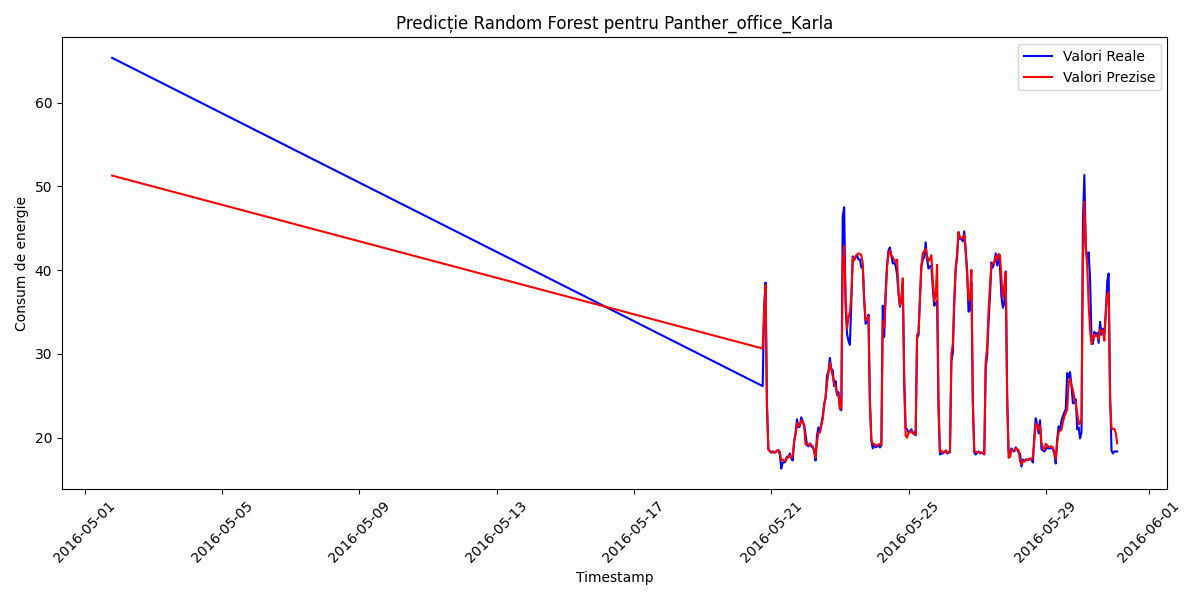 Predicție Random Forest pentru Panther_office_Karla
Valori Reale
Valori Prezise
Consum de energie
60
50
40
30
20
2016-05-01
2016-05-05
2016-05-09
2016-05-13
2016-05-17
2016-05-21
2016-05-25
2016-05-29
2016-06-01
Timestamp